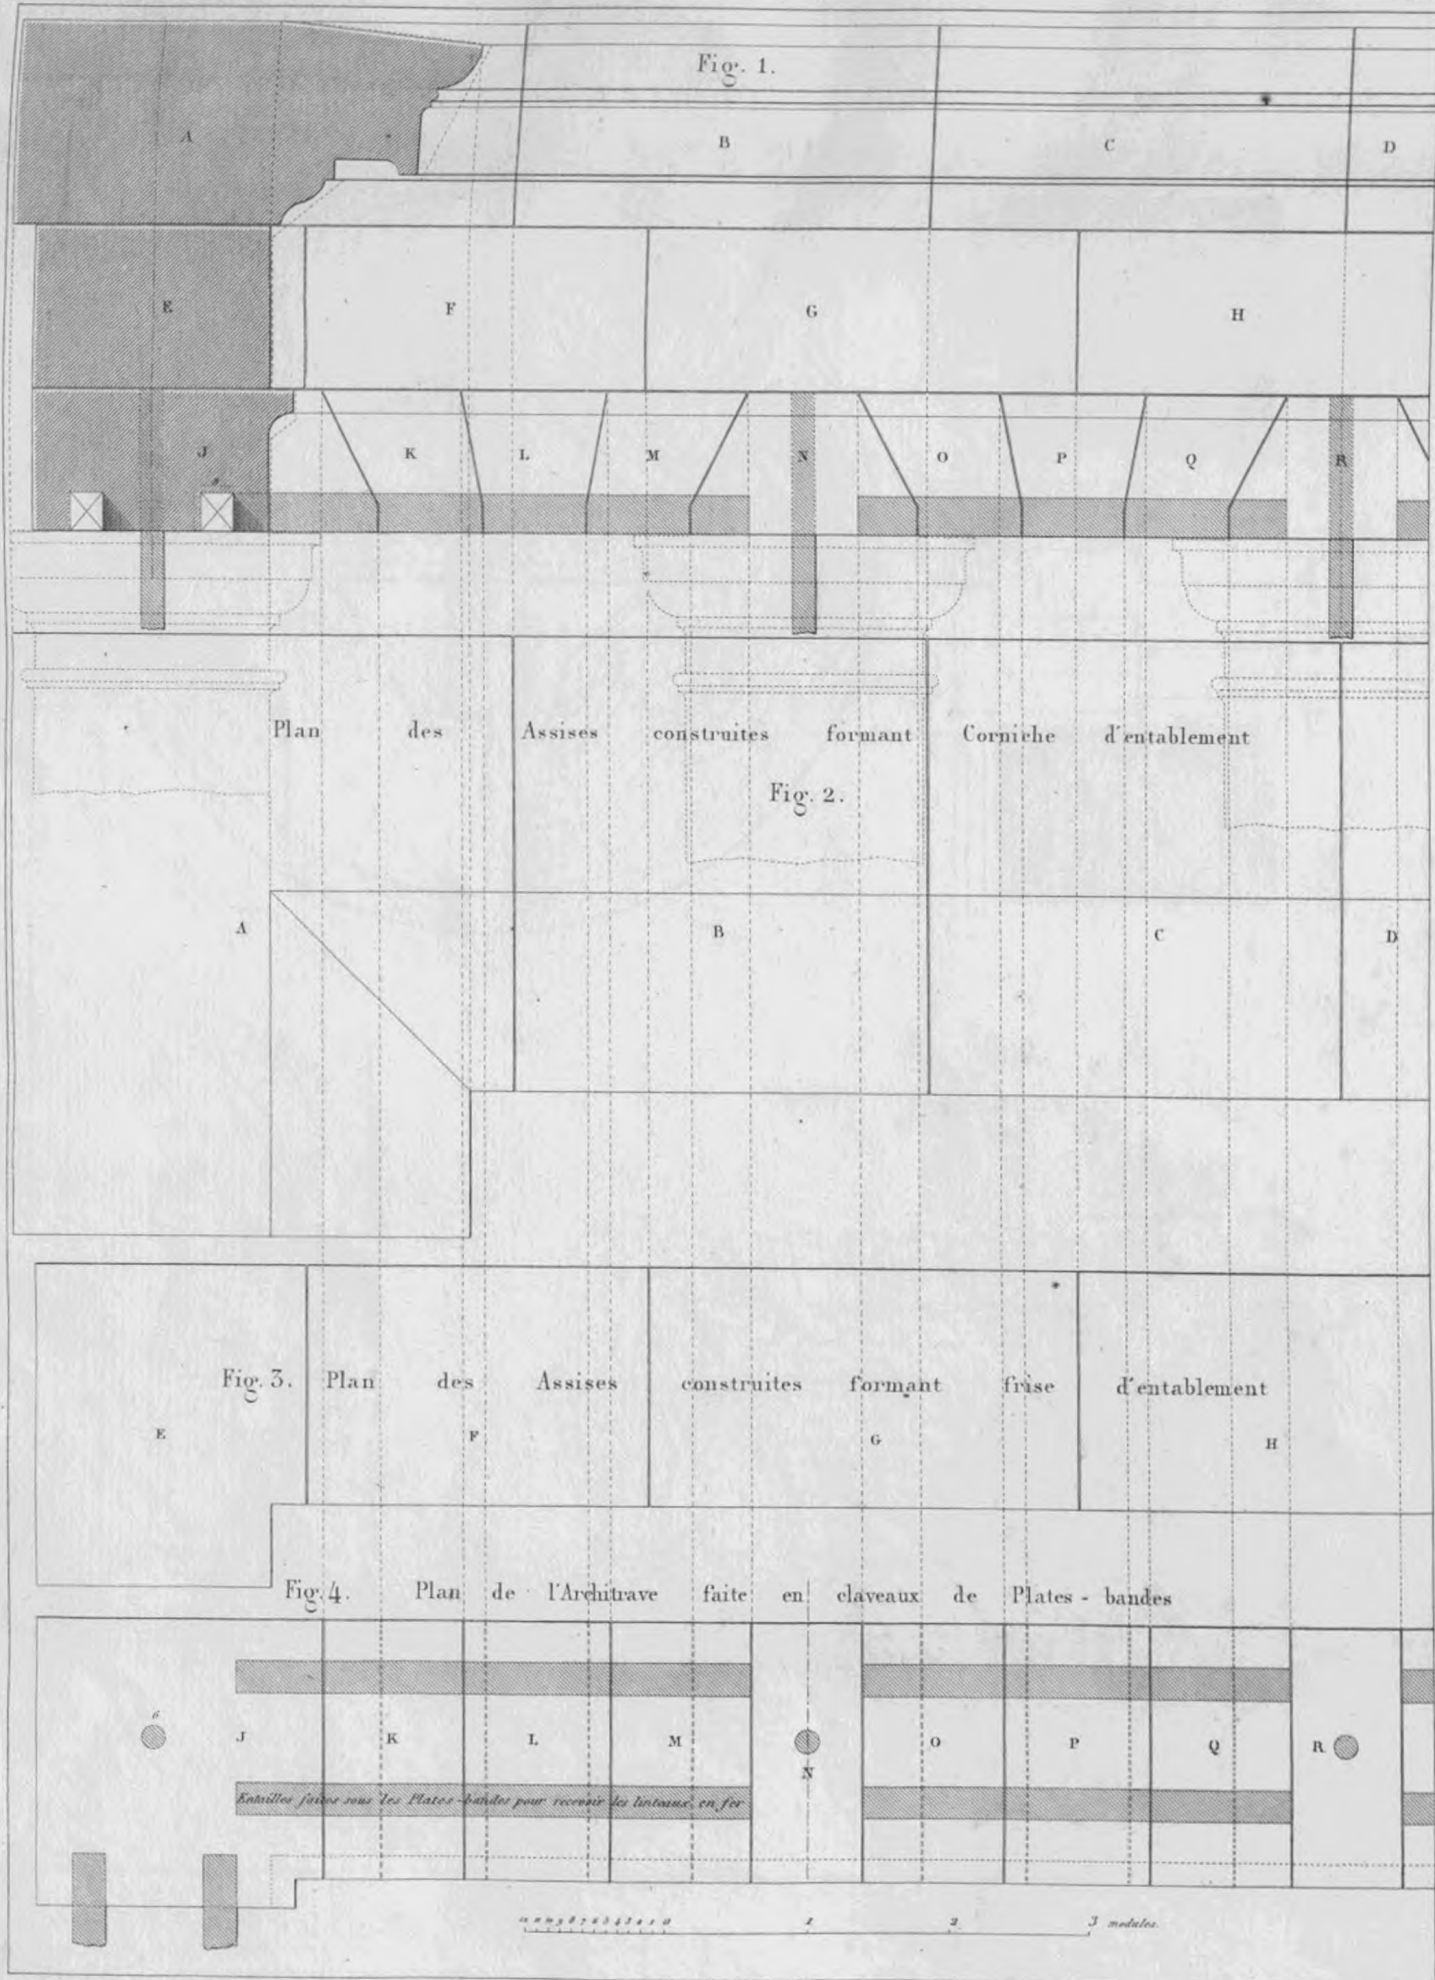 Fig. 1.
A
B
C
D
E
F
G
H
J
K
L
M
N
O
P
Q
R
Plan des Assises construites formant Corniche d'entablement
Fig. 2.
A
B
C
D
Fig. 3. Plan des Assises construites formant frise d'entablement
E
F
G
H
Fig. 4. Plan de l'Architrave faite en claveaux de Plates-bandes
6
J
K
L
M
N
O
P
Q
R
Entailles faites sous les Plates-bandes pour recevoir les linteaux en fer
1 2 3 modules.